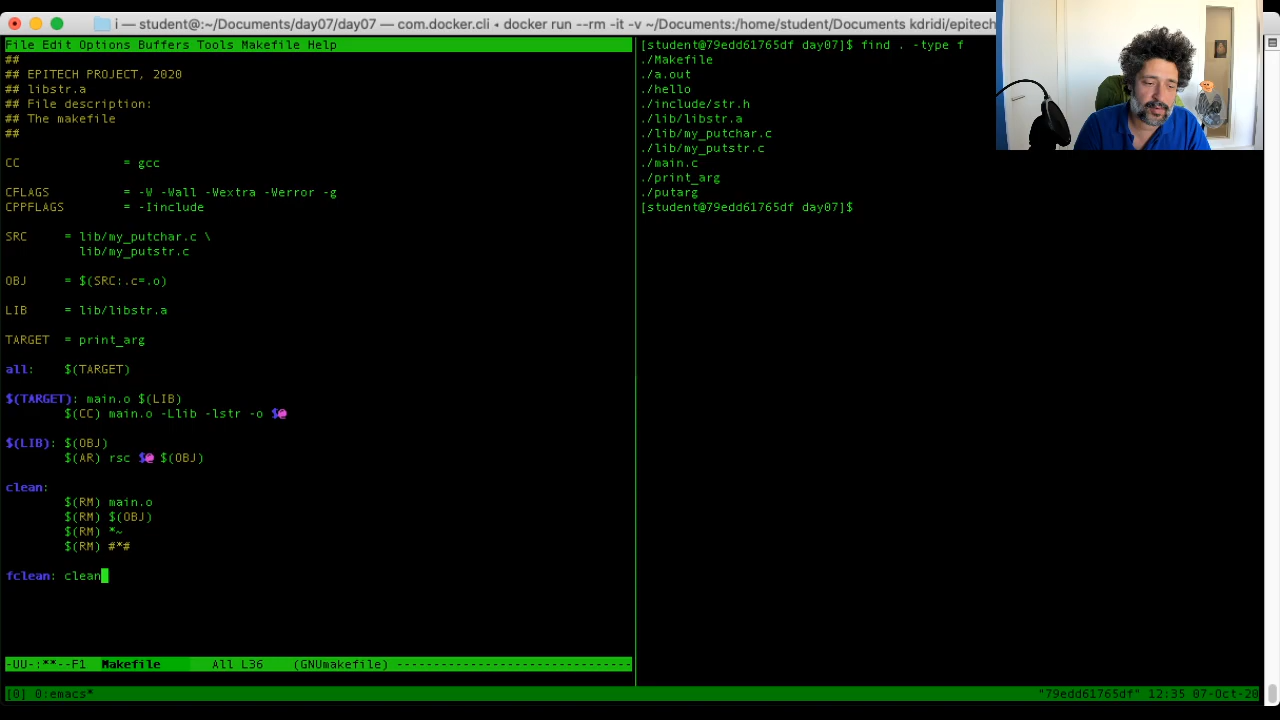 i — student@:~/Documents/day07/day07 — com.docker.cli ◂ docker run --rm -it -v ~/Documents:/home/student/Documents kdridi/epitech
File Edit Options Buffers Tools Makefile Help
##
## EPITECH PROJECT, 2020
## libstr.a
## File description:
## The makefile
##
CC = gcc
CFLAGS = -W -Wall -Wextra -Werror -g
CPPFLAGS = -Iinclude
SRC = lib/my_putchar.c \
lib/my_putstr.c
OBJ = $(SRC:.c=.o)
LIB = lib/libstr.a
TARGET = print_arg
all: $(TARGET)
$(TARGET): main.o $(LIB)
$(CC) main.o -Llib -lstr -o $@
$(LIB): $(OBJ)
$(AR) rsc $@ $(OBJ)
clean:
$(RM) main.o
$(RM) $(OBJ)
$(RM) *~
$(RM) #*#
fclean: clean
-UU-:**--F1 Makefile All L36 (GNUmakefile) --------------------------------
[student@79edd61765df day07]$ find . -type f
./Makefile
./a.out
./hello
./include/str.h
./lib/libstr.a
./lib/my_putchar.c
./lib/my_putstr.c
./main.c
./print_arg
./putarg
[student@79edd61765df day07]$
[0] 0:emacs* "79edd61765df" 12:35 07-Oct-20